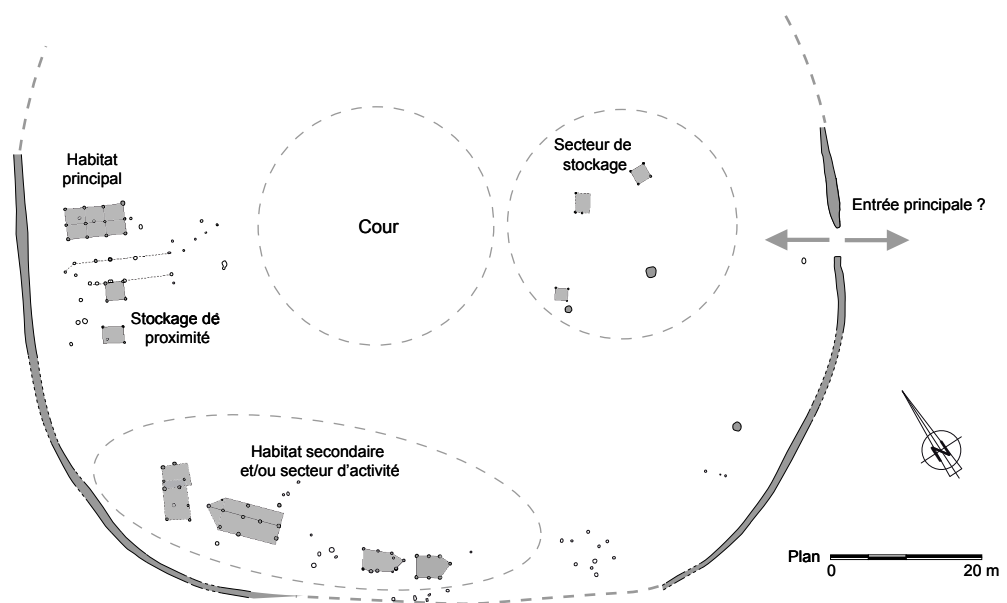 Habitat
principal
Secteur de
stockage
Cour
Entrée principale ?
Stockage de
proximité
Habitat secondaire
et/ou secteur d'activité
N
Plan
0
20 m